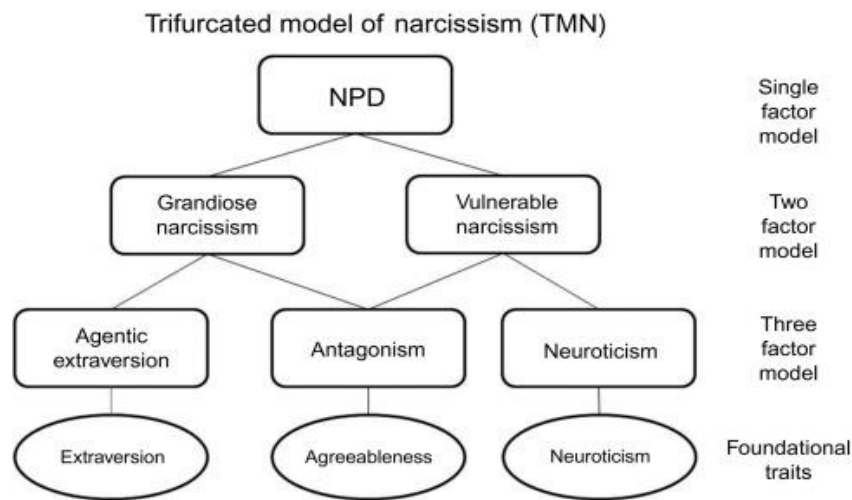 Trifurcated model of narcissism (TMN)
NPD
Single
factor
model
Grandiose
narcissism
Vulnerable
narcissism
Two
factor
model
Agentic
extraversion
Antagonism
Neuroticism
Three
factor
model
Extraversion
Agreeableness
Neuroticism
Foundational
traits